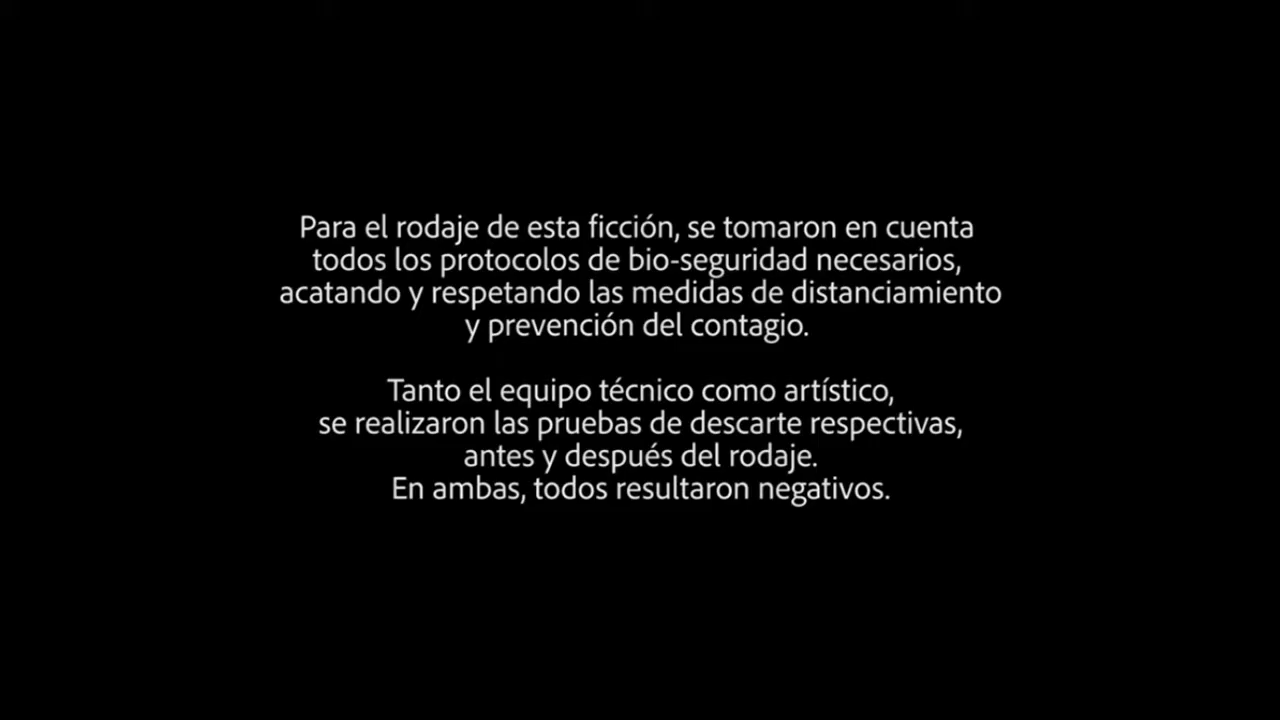 Para el rodaje de esta ficción, se tomaron en cuenta
todos los protocolos de bio-seguridad necesarios,
acatando y respetando las medidas de distanciamiento
y prevención del contagio.
Tanto el equipo técnico como artístico,
se realizaron las pruebas de descarte respectivas,
antes y después del rodaje.
En ambas, todos resultaron negativos.